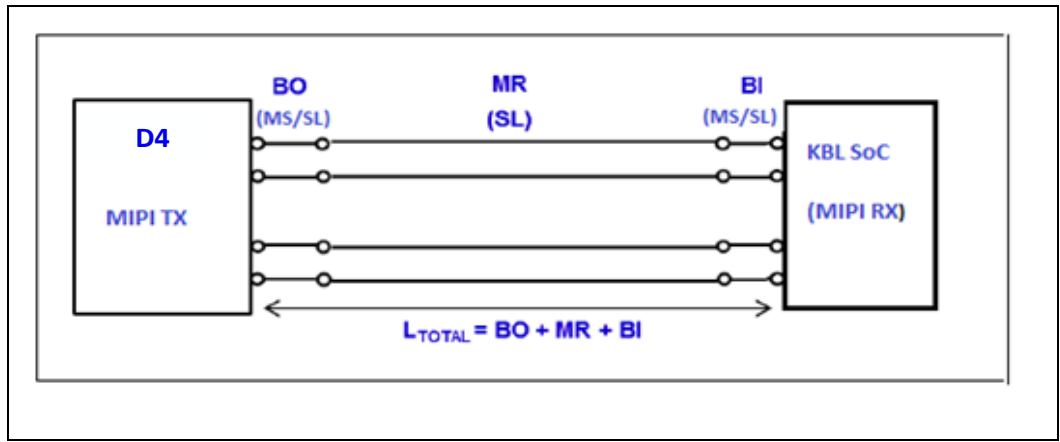 BO
(MS/SL)
MR
(SL)
BI
(MS/SL)
D4
MIPI TX
KBL SoC
(MIPI RX)
LTOTAL = BO + MR + BI